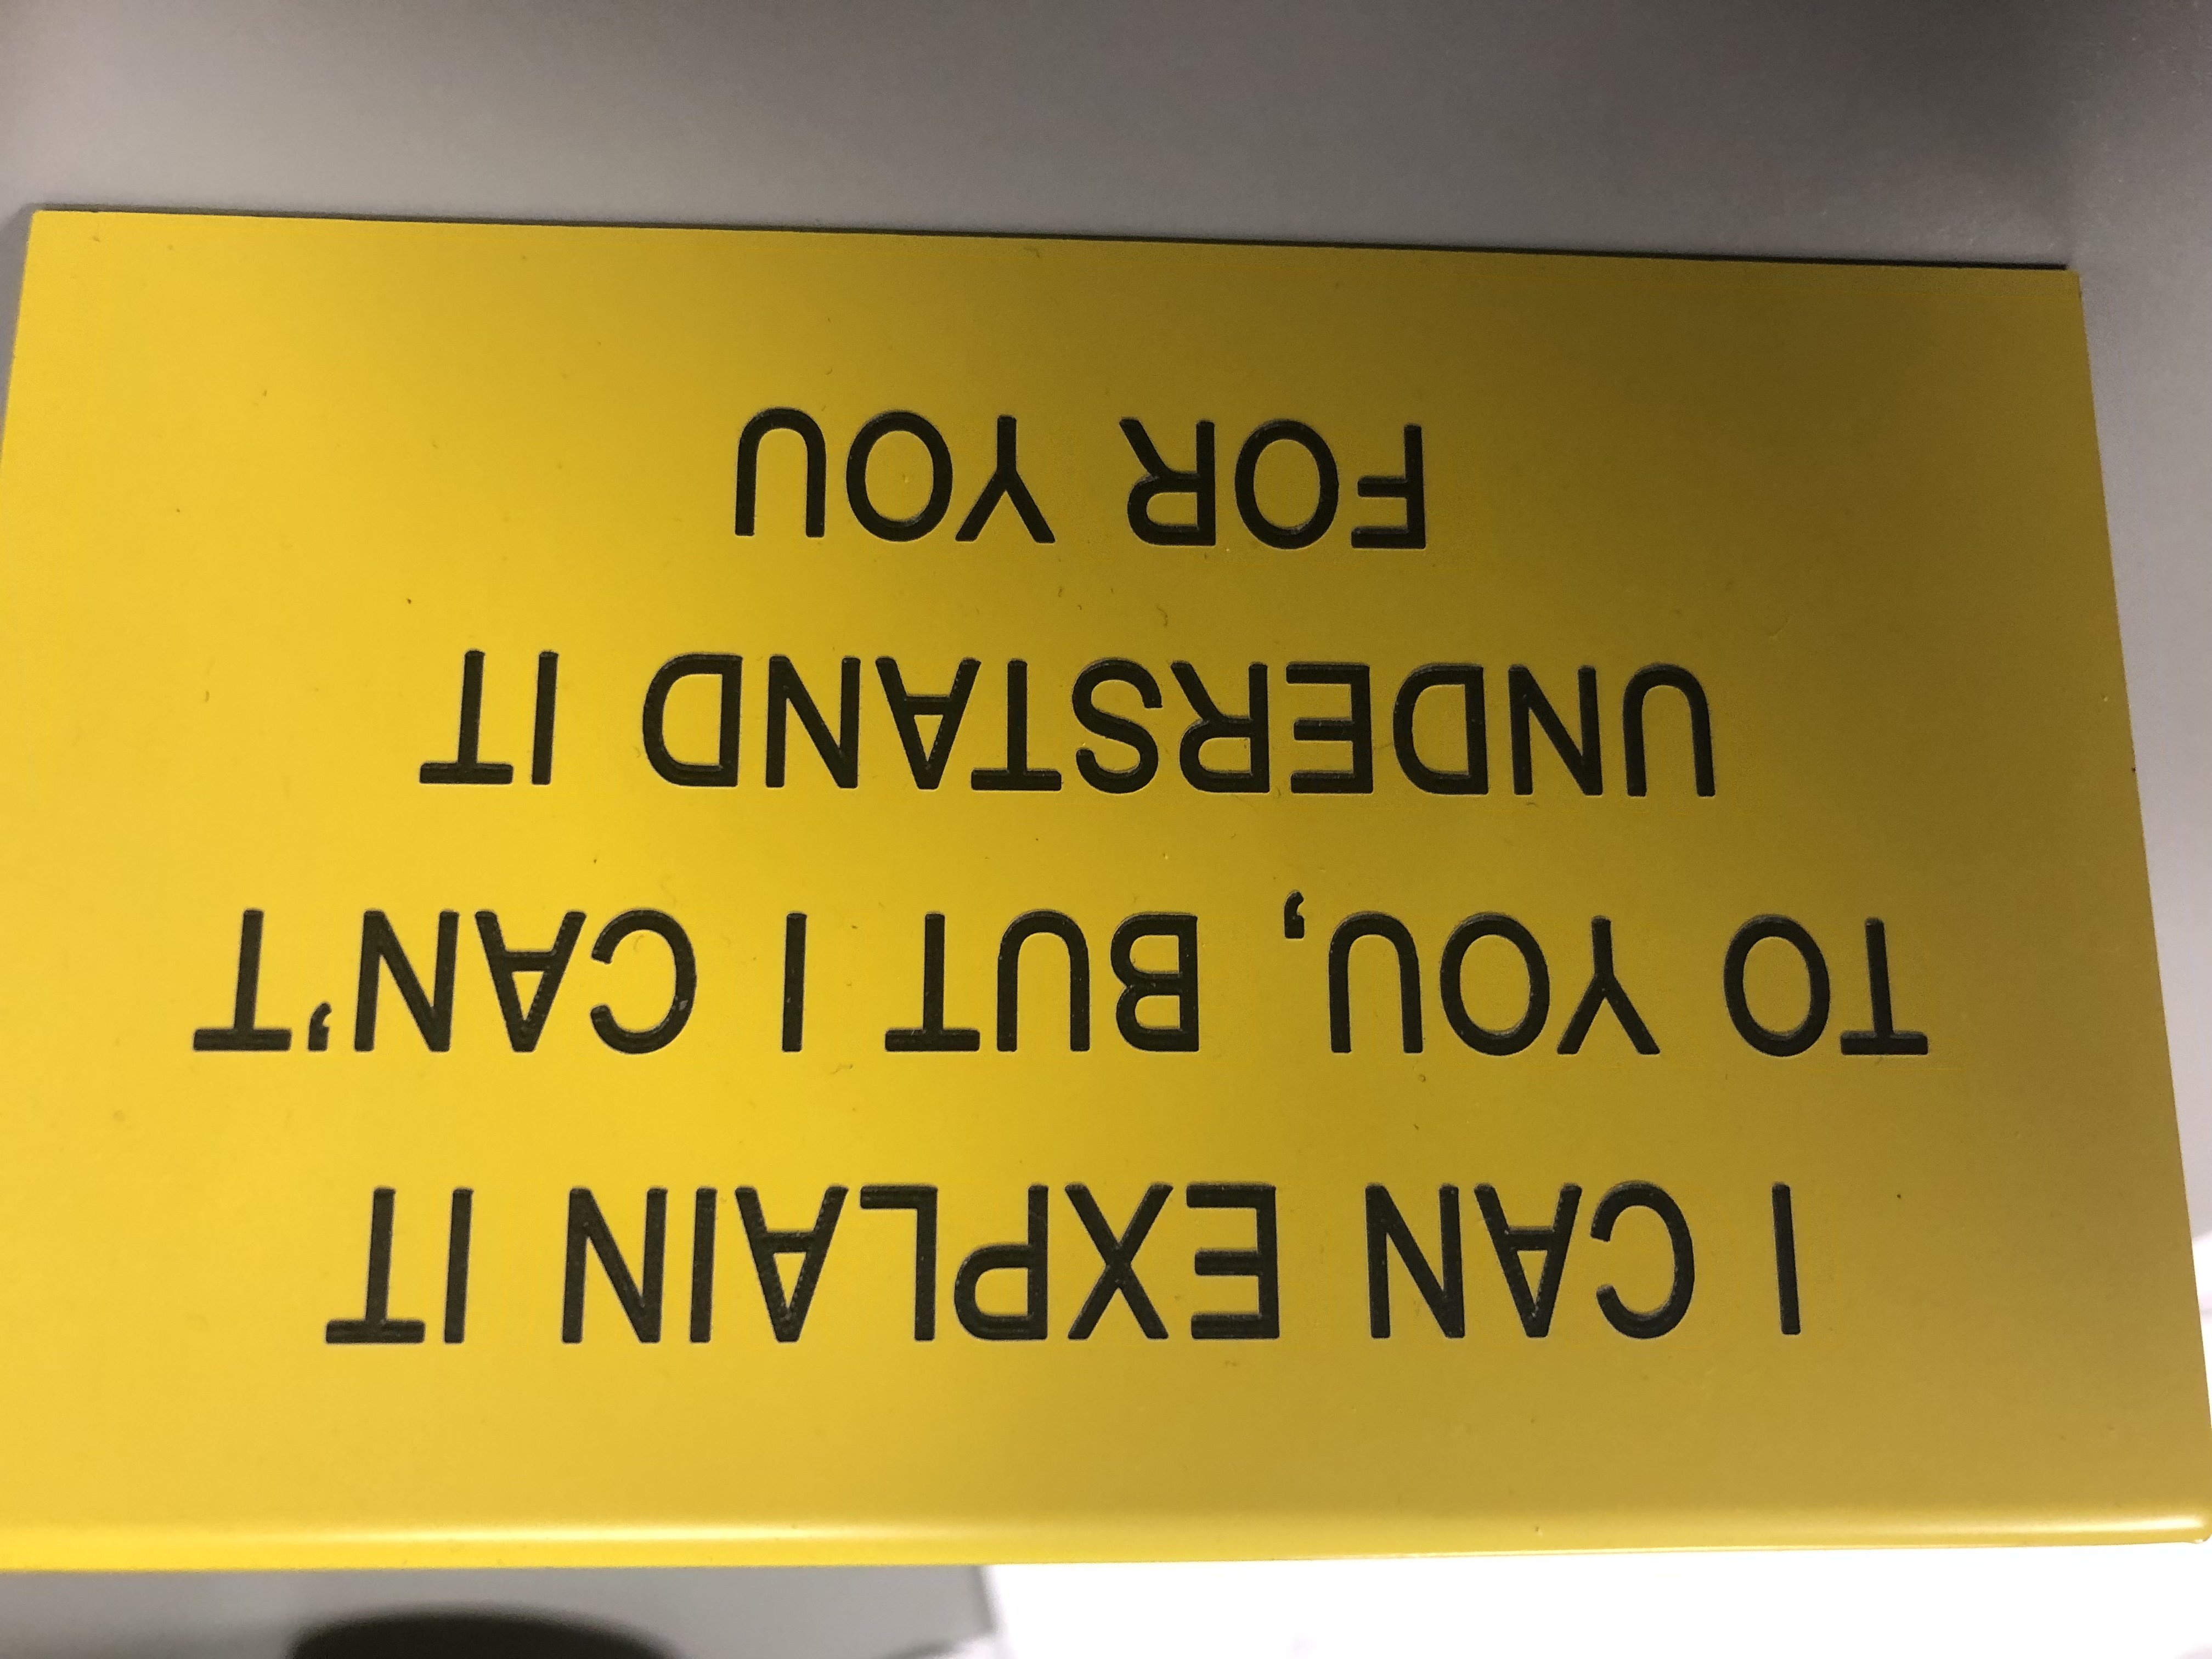 I CAN EXPLAIN IT
TO YOU, BUT I CAN'T
UNDERSTAND IT
FOR YOU